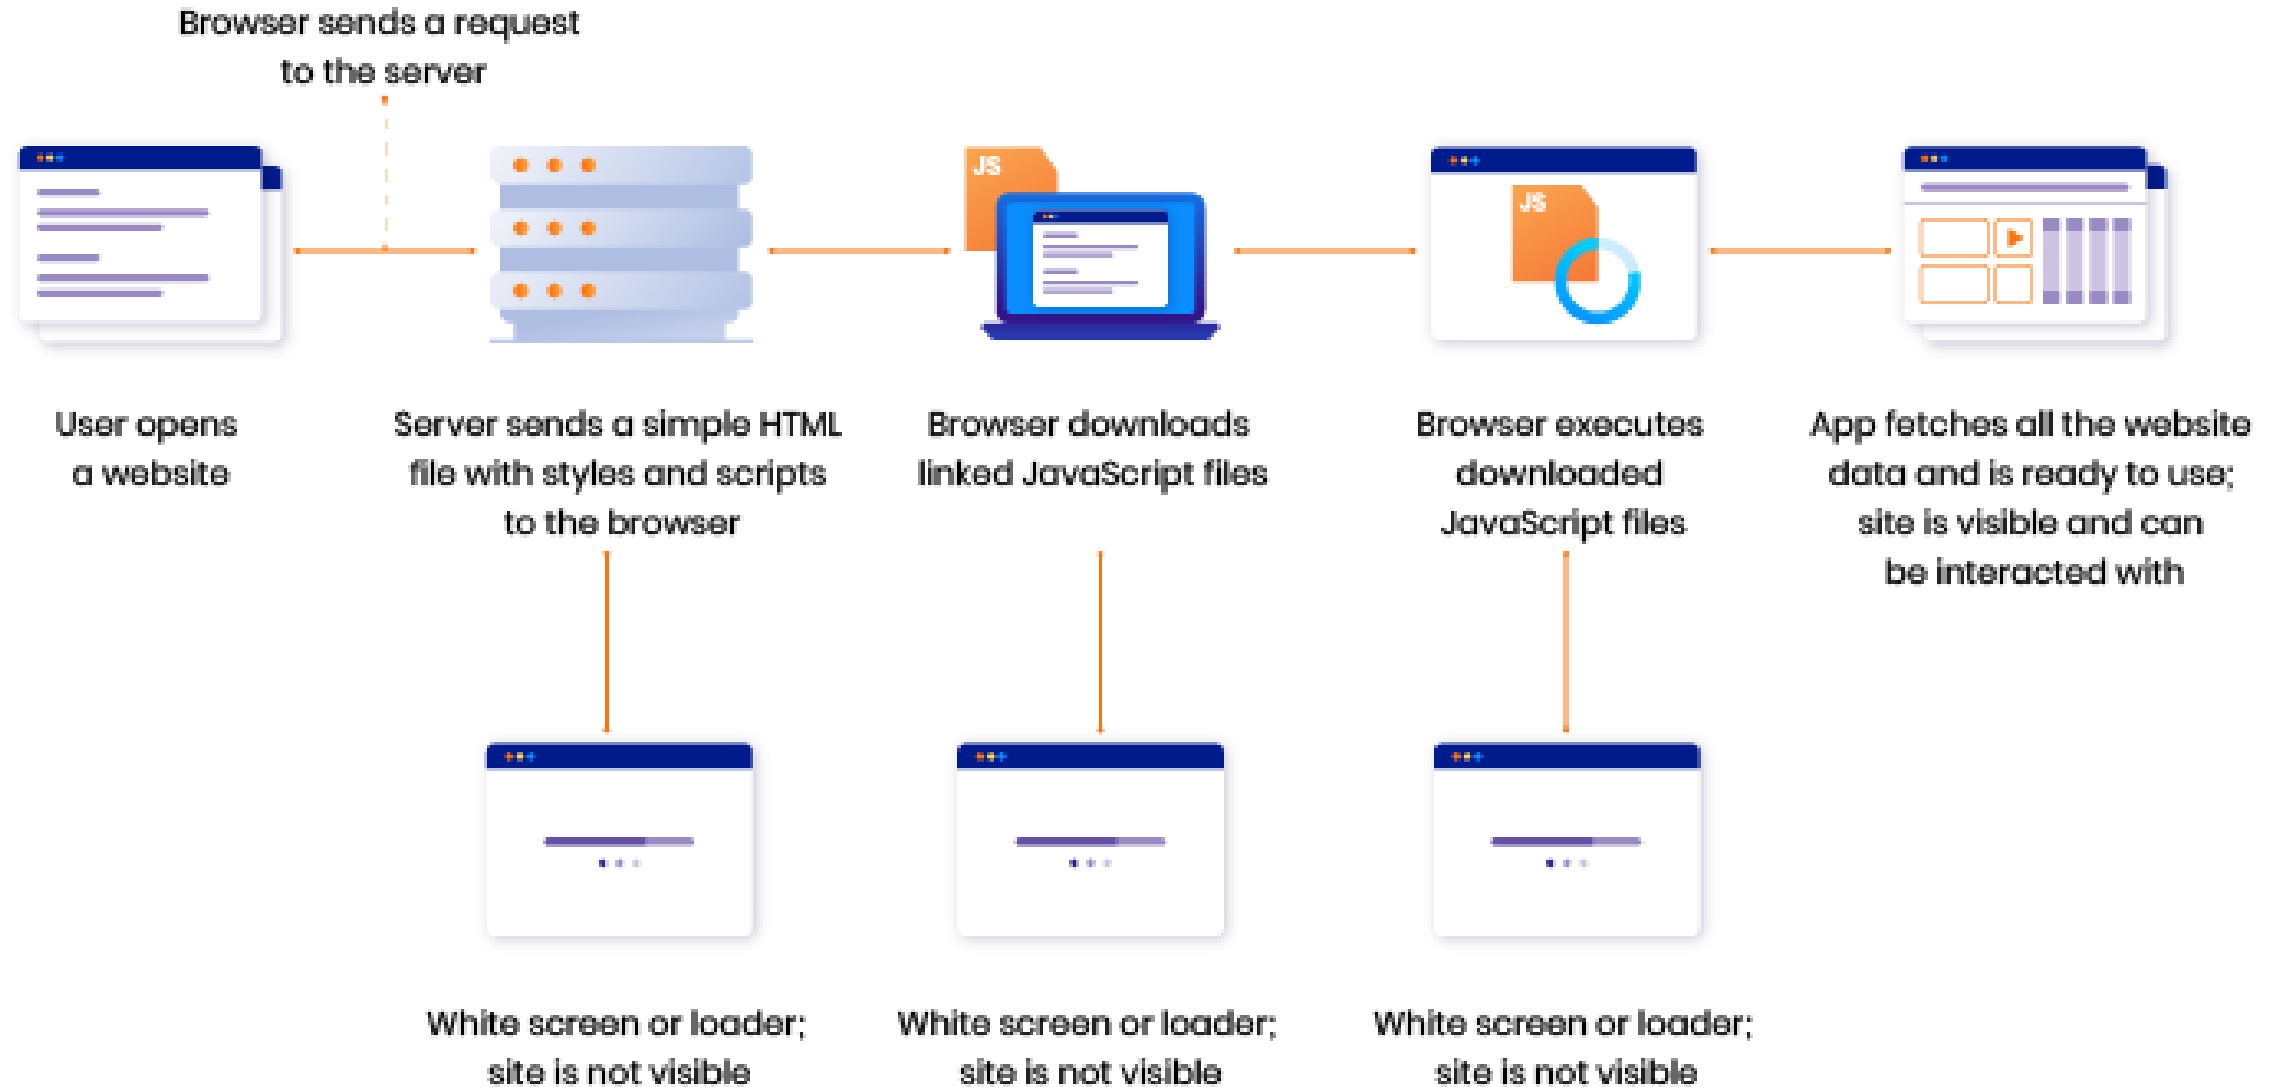 Browser sends a request
to the server
JS
JS
User opens
a website
Server sends a simple HTML
file with styles and scripts
to the browser
Browser downloads
linked JavaScript files
Browser executes
downloaded
JavaScript files
App fetches all the website
data and is ready to use;
site is visible and can
be interacted with
White screen or loader;
site is not visible
White screen or loader;
site is not visible
White screen or loader;
site is not visible